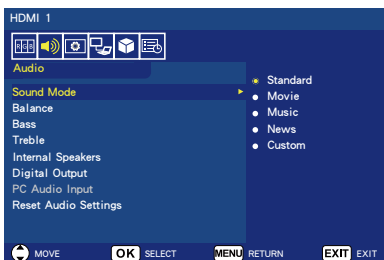 HDMI 1
RGB
Audio
Sound Mode
Balance
Bass
Treble
Internal Speakers
Digital Output
PC Audio Input
Reset Audio Settings
Standard
Movie
Music
News
Custom
MOVE OK SELECT MENU RETURN EXIT EXIT